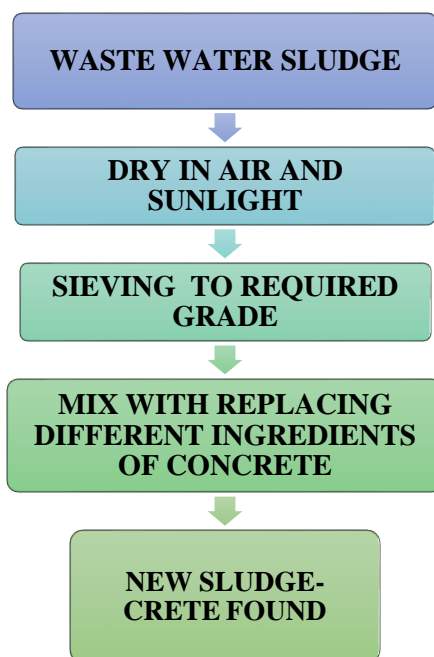 WASTE WATER SLUDGE
DRY IN AIR AND
SUNLIGHT
SIEVING  TO REQUIRED
GRADE
MIX WITH REPLACING
DIFFERENT INGREDIENTS
OF CONCRETE
NEW SLUDGE-
CRETE FOUND